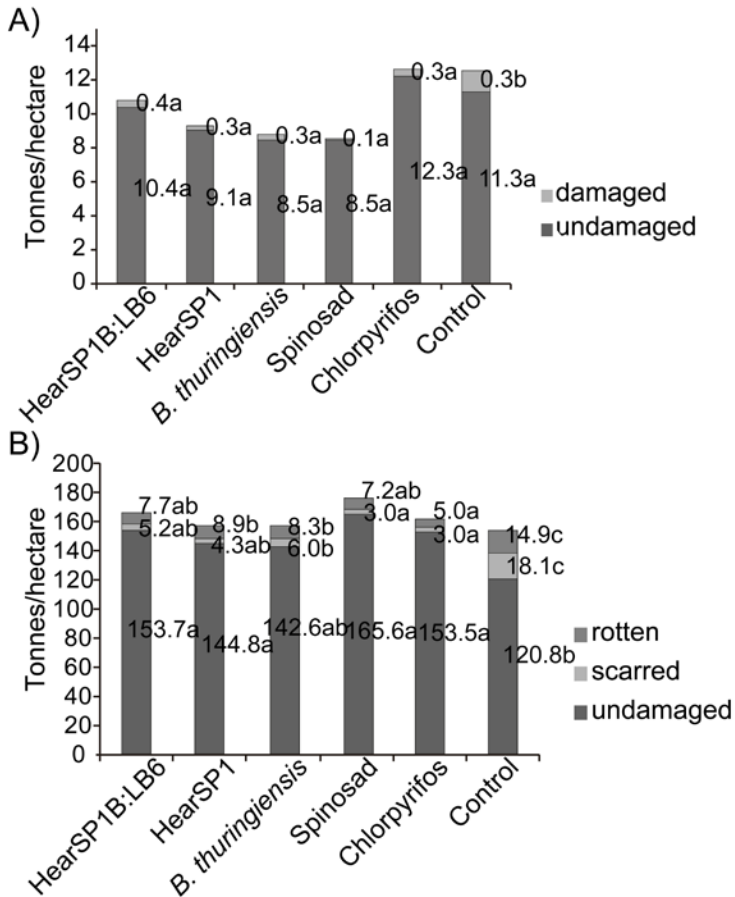 A)
Tonnes/hectare
14
12
10
8
6
4
2
0
0.4a
0.3a
0.3a
0.1a
0.3a
0.3b
10.4a
9.1a
8.5a
8.5a
12.3a
11.3a
damaged
undamaged
HearSP1B:LB6
HearSP1
B. thuringiensis
Spinosad
Chlorpyrifos
Control
B)
Tonnes/hectare
200
180
160
140
120
100
80
60
40
20
0
7.7ab
5.2ab
153.7a
8.9b
4.3ab
144.8a
8.3b
6.0b
142.6ab
7.2ab
3.0a
165.6a
5.0a
3.0a
153.5a
14.9c
18.1c
120.8b
rotten
scarred
undamaged
HearSP1B:LB6
HearSP1
B. thuringiensis
Spinosad
Chlorpyrifos
Control